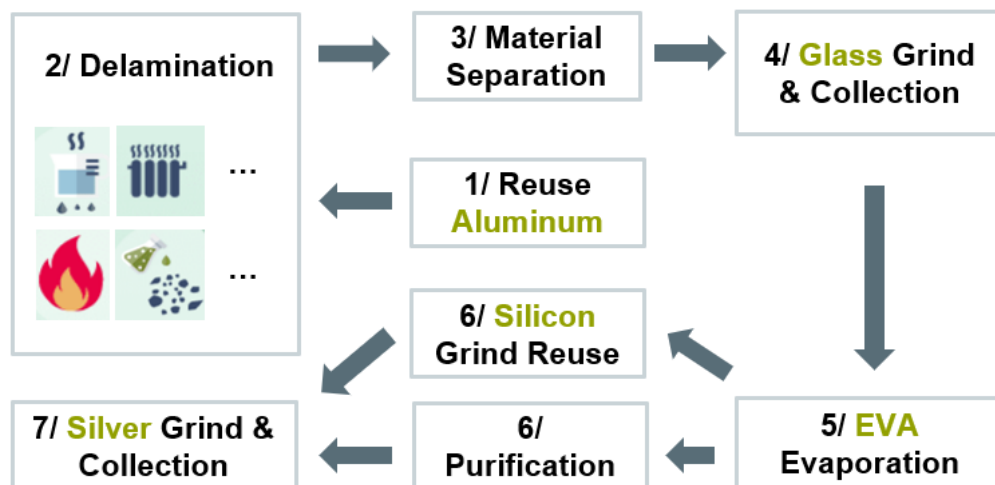 2/ Delamination
...
...
3/ Material
Separation
4/ Glass Grind
& Collection
1/ Reuse
Aluminum
6/ Silicon
Grind Reuse
7/ Silver Grind &
Collection
6/
Purification
5/ EVA
Evaporation